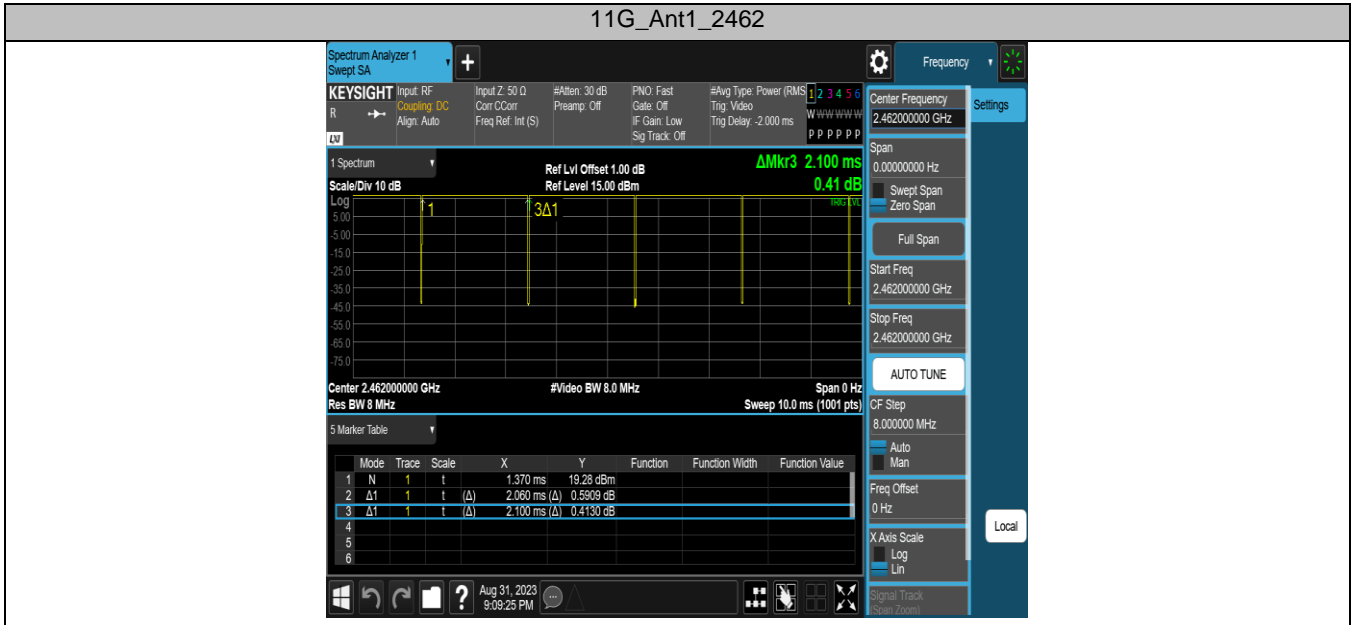 11G_Ant1_2462
Spectrum Analyzer 1
Swept SA
+
Frequency
KEYSIGHT
R
LXI
Input: RF
Coupling: DC
Align: Auto
Input Z: 50 Ω
Corr CCorr
Freq Ref: Int (S)
#Atten: 30 dB
Preamp: Off
PNO: Fast
Gate: Off
IF Gain: Low
Sig Track: Off
#Avg Type: Power (RMS
Trig: Video
Trig Delay: -2.000 ms
1 2 3 4 5 6
W W W W W W
P P P P P P
1 Spectrum
Scale/Div 10 dB
Ref Lvl Offset 1.00 dB
Ref Level 15.00 dBm
ΔMkr3 2.100 ms
0.41 dB
Log
TRIG LVL
1
3Δ1
5.00
-5.00
-15.0
-25.0
-35.0
-45.0
-55.0
-65.0
-75.0
Center 2.462000000 GHz
#Video BW 8.0 MHz
Span 0 Hz
Res BW 8 MHz
Sweep 10.0 ms (1001 pts)
5 Marker Table
Mode Trace Scale X Y Function Function Width Function Value
1 N 1 t 1.370 ms 19.28 dBm
2 Δ1 1 t (Δ) 2.060 ms (Δ) 0.5909 dB
3 Δ1 1 t (Δ) 2.100 ms (Δ) 0.4130 dB
4
5
6
?
Aug 31, 2023
9:09:25 PM
Center Frequency
2.462000000 GHz
Settings
Span
0.00000000 Hz
Swept Span
Zero Span
Full Span
Start Freq
2.462000000 GHz
Stop Freq
2.462000000 GHz
AUTO TUNE
CF Step
8.000000 MHz
Auto
Man
Freq Offset
0 Hz
Local
X Axis Scale
Log
Lin
Signal Track
(Span Zoom)